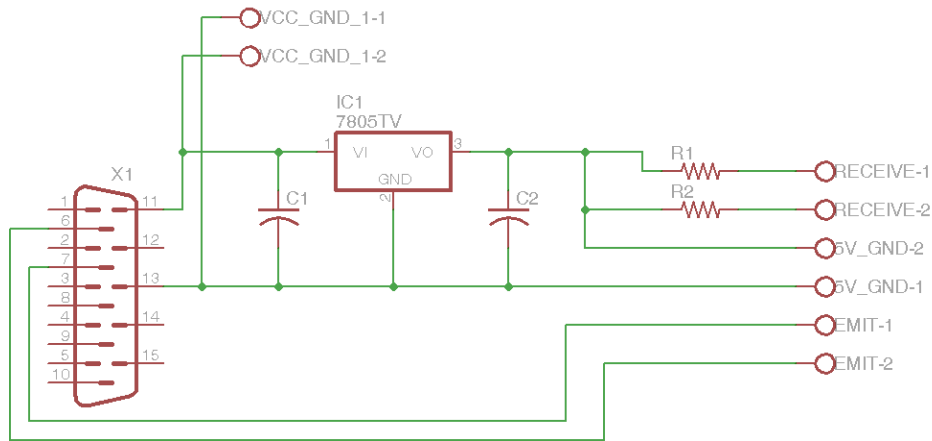 VCC_GND_1-1
VCC_GND_1-2
IC1
7805TV
1
VI
VO
3
GND
2
R1
RECEIVE-1
R2
RECEIVE-2
C1
C2
5V_GND-2
5V_GND-1
EMIT-1
EMIT-2
X1
1
11
6
2
12
7
3
13
8
4
14
9
5
15
10